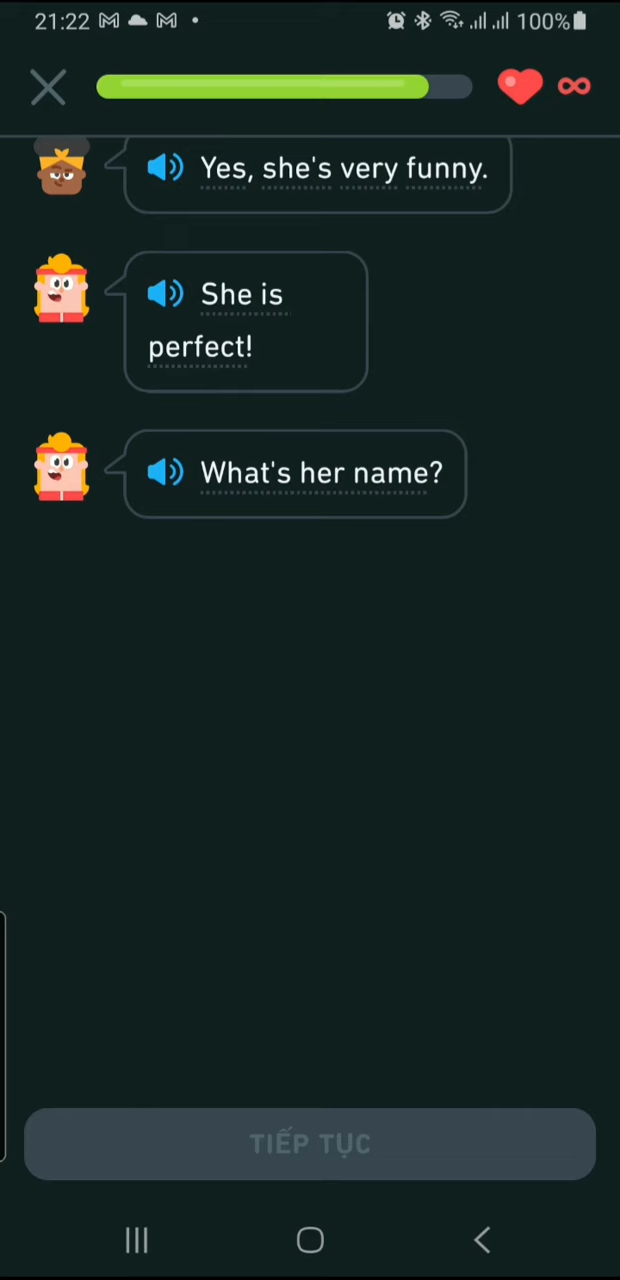 21:22
100%
Yes, she's very funny.
She is
perfect!
What's her name?
TIẾP TỤC